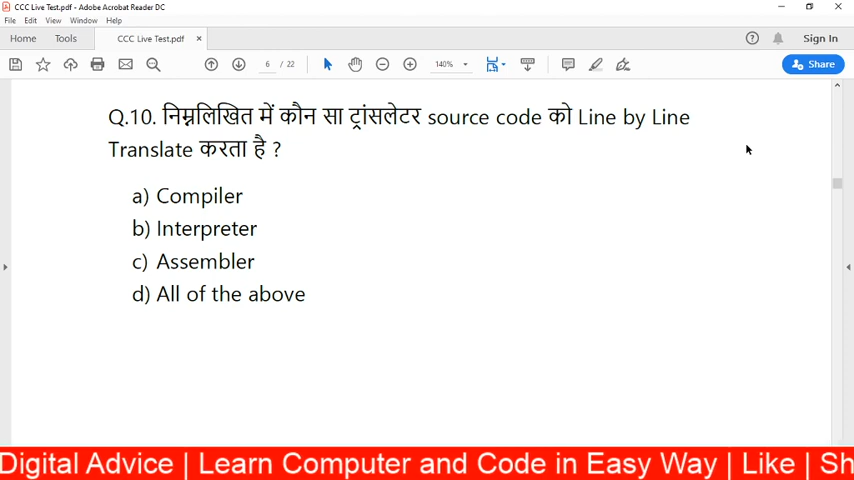 CCC Live Test.pdf - Adobe Acrobat Reader DC
File Edit View Window Help
Home Tools CCC Live Test.pdf × Sign In
6 / 22 140% Share
Q.10. निम्नलिखित में कौन सा ट्रांसलेटर source code को Line by Line
Translate करता है ?
a) Compiler
b) Interpreter
c) Assembler
d) All of the above
Digital Advice | Learn Computer and Code in Easy Way | Like | Sh